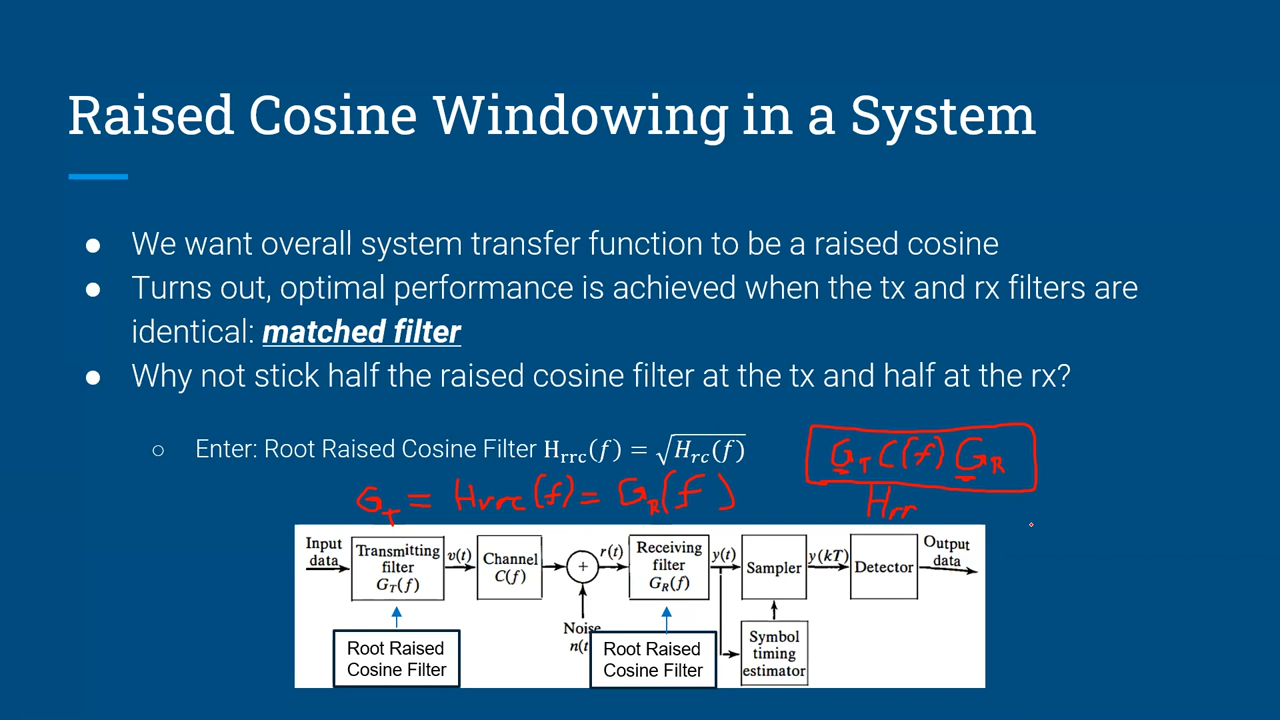 Raised Cosine Windowing in a System
● We want overall system transfer function to be a raised cosine
● Turns out, optimal performance is achieved when the tx and rx filters are
identical: matched filter
● Why not stick half the raised cosine filter at the tx and half at the rx?
○ Enter: Root Raised Cosine Filter H_rrc(f) = √H_rc(f)
G_T C(f) G_R
G_T = Hrrc(f) = G_R(f)
Hrr
Input data
Transmitting filter G_T(f)
v(t)
Channel C(f)
+
r(t)
Receiving filter G_R(f)
y(t)
Sampler
y(kT)
Detector
Output data
Noise n(t
Symbol timing estimator
Root Raised
Cosine Filter
Root Raised
Cosine Filter